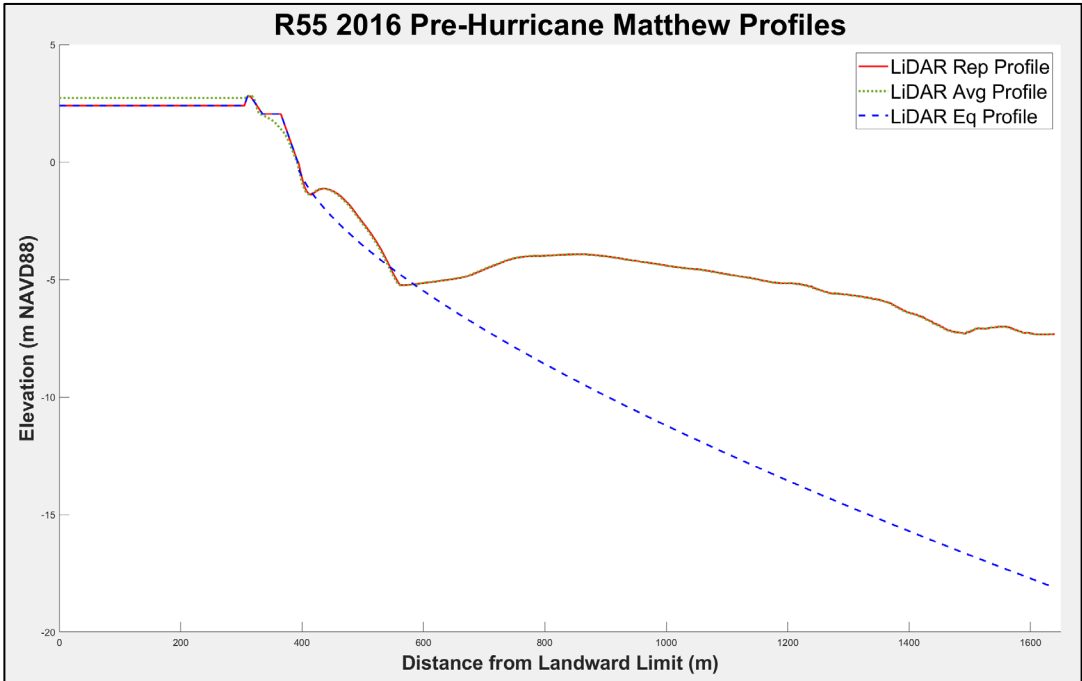 R55 2016 Pre-Hurricane Matthew Profiles
LiDAR Rep Profile
LiDAR Avg Profile
LiDAR Eq Profile
Elevation (m NAVD88)
5
0
-5
-10
-15
-20
0 200 400 600 800 1000 1200 1400 1600
Distance from Landward Limit (m)